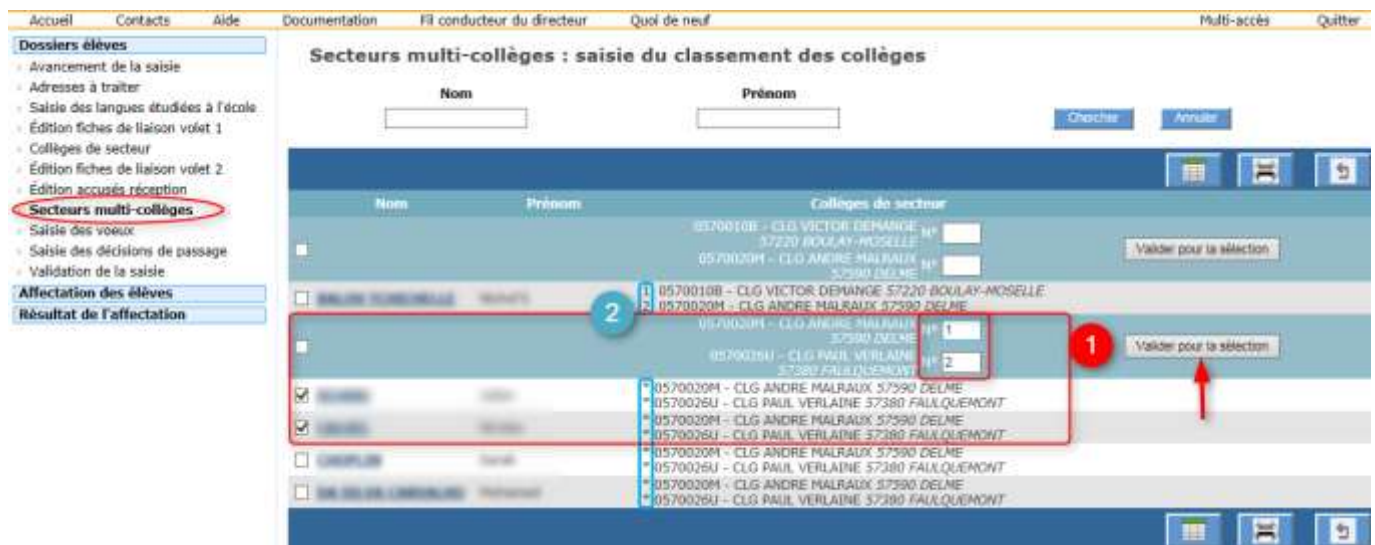 Accueil Contacts Aide Documentation Fil conducteur du directeur Quoi de neuf Multi-accès Quitter
Dossiers élèves
Avancement de la saisie
Adresses à traiter
Saisie des langues étudiées à l'école
Édition fiches de liaison volet 1
Collèges de secteur
Édition fiches de liaison volet 2
Édition accusés réception
Secteurs multi-collèges
Saisie des voeux
Saisie des décisions de passage
Validation de la saisie
Affectation des élèves
Résultat de l'affectation
Secteurs multi-collèges : saisie du classement des collèges
Nom Prénom
Chercher Annuler
Nom Prénom Collèges de secteur
0570010B - CLG VICTOR DEMANGE N°
57220 BOULAY-MOSELLE
0570020M - CLG ANDRE MALRAUX N°
57590 DELME
Valider pour la sélection
1 0570010B - CLG VICTOR DEMANGE 57220 BOULAY-MOSELLE
2 0570020M - CLG ANDRE MALRAUX 57590 DELME
2
0570020M - CLG ANDRE MALRAUX N° 1
57590 DELME
0570026U - CLG PAUL VERLAINE N° 2
57380 FAULQUEMONT
1
Valider pour la sélection
* 0570020M - CLG ANDRE MALRAUX 57590 DELME
* 0570026U - CLG PAUL VERLAINE 57380 FAULQUEMONT
* 0570020M - CLG ANDRE MALRAUX 57590 DELME
* 0570026U - CLG PAUL VERLAINE 57380 FAULQUEMONT
* 0570020M - CLG ANDRE MALRAUX 57590 DELME
* 0570026U - CLG PAUL VERLAINE 57380 FAULQUEMONT
* 0570020M - CLG ANDRE MALRAUX 57590 DELME
* 0570026U - CLG PAUL VERLAINE 57380 FAULQUEMONT